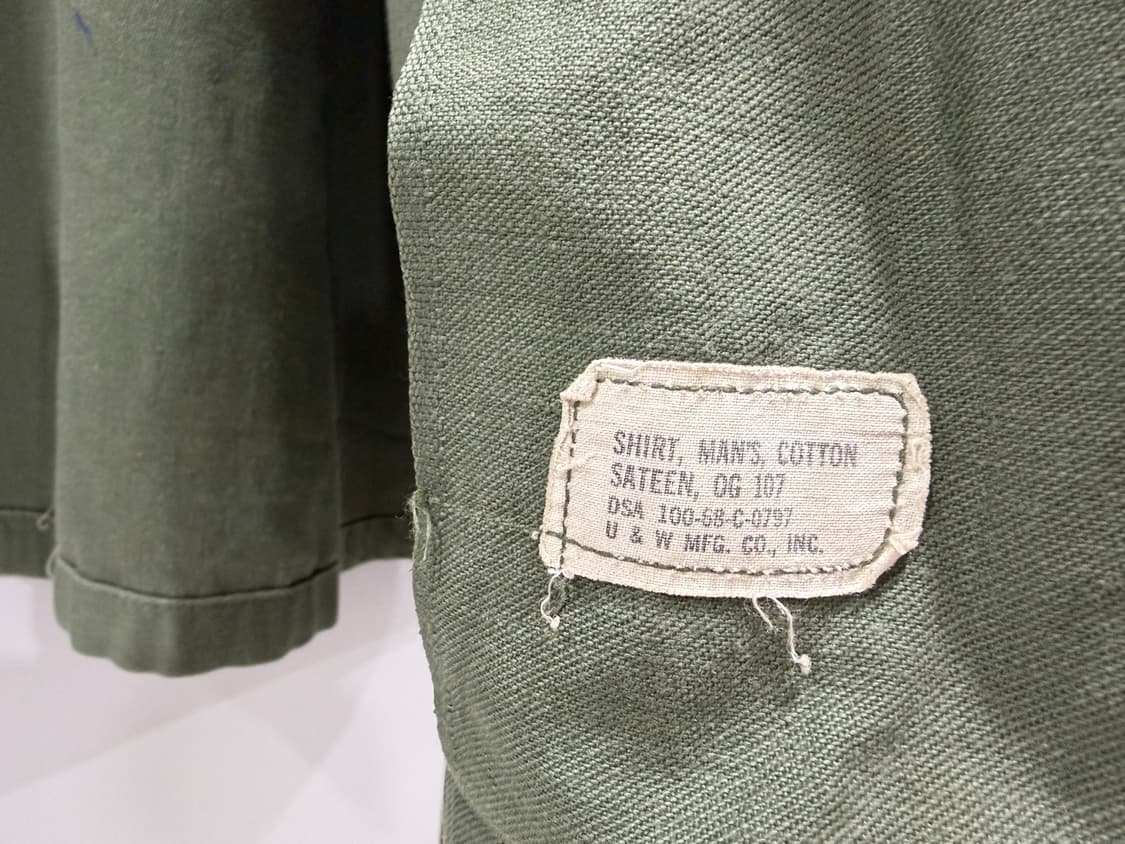 SHIRT, MAN'S, COTTON
SATEEN, OG 107
DSA 100-68-C-0797
U & W MFG. CO., INC.